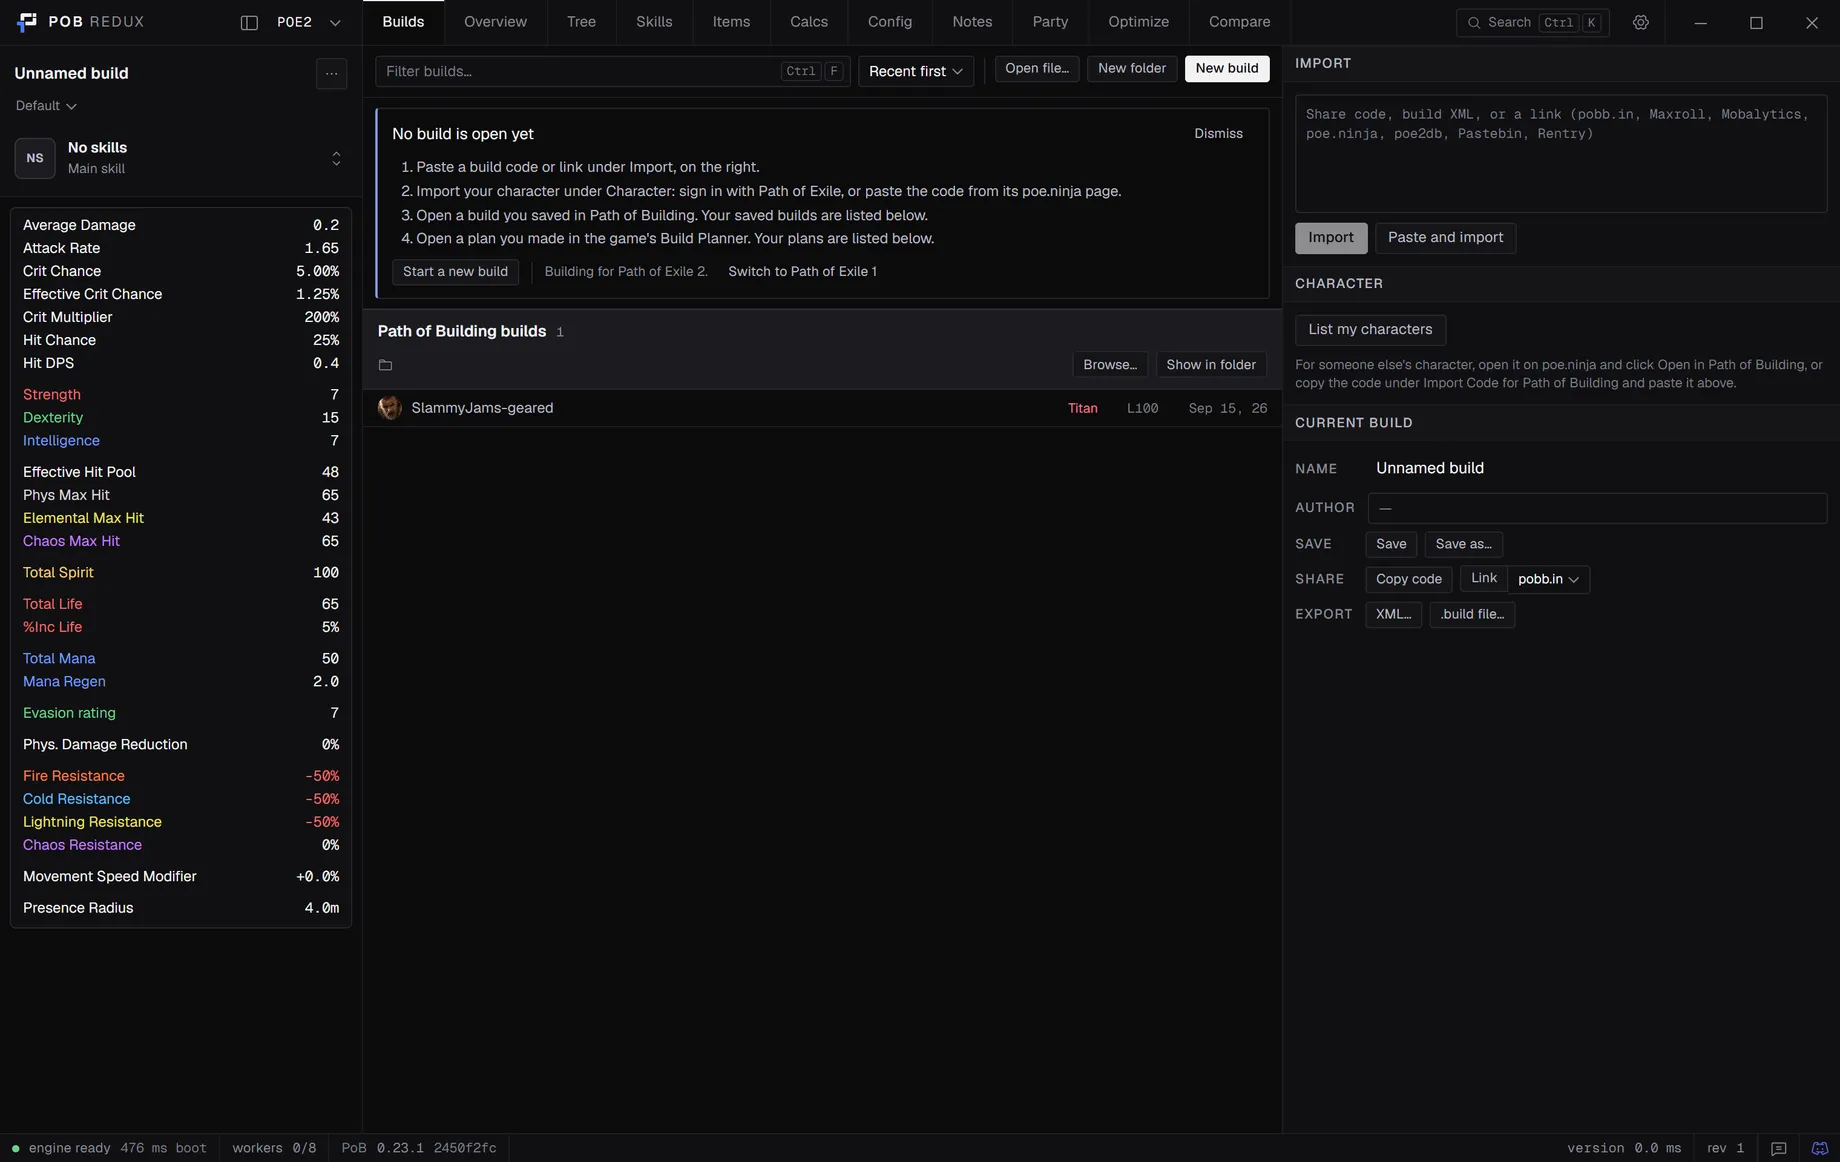 POB REDUX
POE2
Builds
Overview
Tree
Skills
Items
Calcs
Config
Notes
Party
Optimize
Compare
Search Ctrl K
Unnamed build
...
Default
NS
No skills
Main skill
Average Damage 0.2
Attack Rate 1.65
Crit Chance 5.00%
Effective Crit Chance 1.25%
Crit Multiplier 200%
Hit Chance 25%
Hit DPS 0.4
Strength 7
Dexterity 15
Intelligence 7
Effective Hit Pool 48
Phys Max Hit 65
Elemental Max Hit 43
Chaos Max Hit 65
Total Spirit 100
Total Life 65
%Inc Life 5%
Total Mana 50
Mana Regen 2.0
Evasion rating 7
Phys. Damage Reduction 0%
Fire Resistance -50%
Cold Resistance -50%
Lightning Resistance -50%
Chaos Resistance 0%
Movement Speed Modifier +0.0%
Presence Radius 4.0m
Filter builds... Ctrl F
Recent first
Open file...
New folder
New build
No build is open yet
Dismiss
1. Paste a build code or link under Import, on the right.
2. Import your character under Character: sign in with Path of Exile, or paste the code from its poe.ninja page.
3. Open a build you saved in Path of Building. Your saved builds are listed below.
4. Open a plan you made in the game's Build Planner. Your plans are listed below.
Start a new build
Building for Path of Exile 2.
Switch to Path of Exile 1
Path of Building builds 1
Browse...
Show in folder
SlammyJams-geared Titan L100 Sep 15, 26
IMPORT
Share code, build XML, or a link (pobb.in, Maxroll, Mobalytics,
poe.ninja, poe2db, Pastebin, Rentry)
Import
Paste and import
CHARACTER
List my characters
For someone else's character, open it on poe.ninja and click Open in Path of Building, or
copy the code under Import Code for Path of Building and paste it above.
CURRENT BUILD
NAME Unnamed build
AUTHOR —
SAVE Save Save as...
SHARE Copy code Link pobb.in
EXPORT XML... .build file...
engine ready 476 ms boot
workers 0/8
PoB 0.23.1 2450f2fc
version 0.0 ms
rev 1